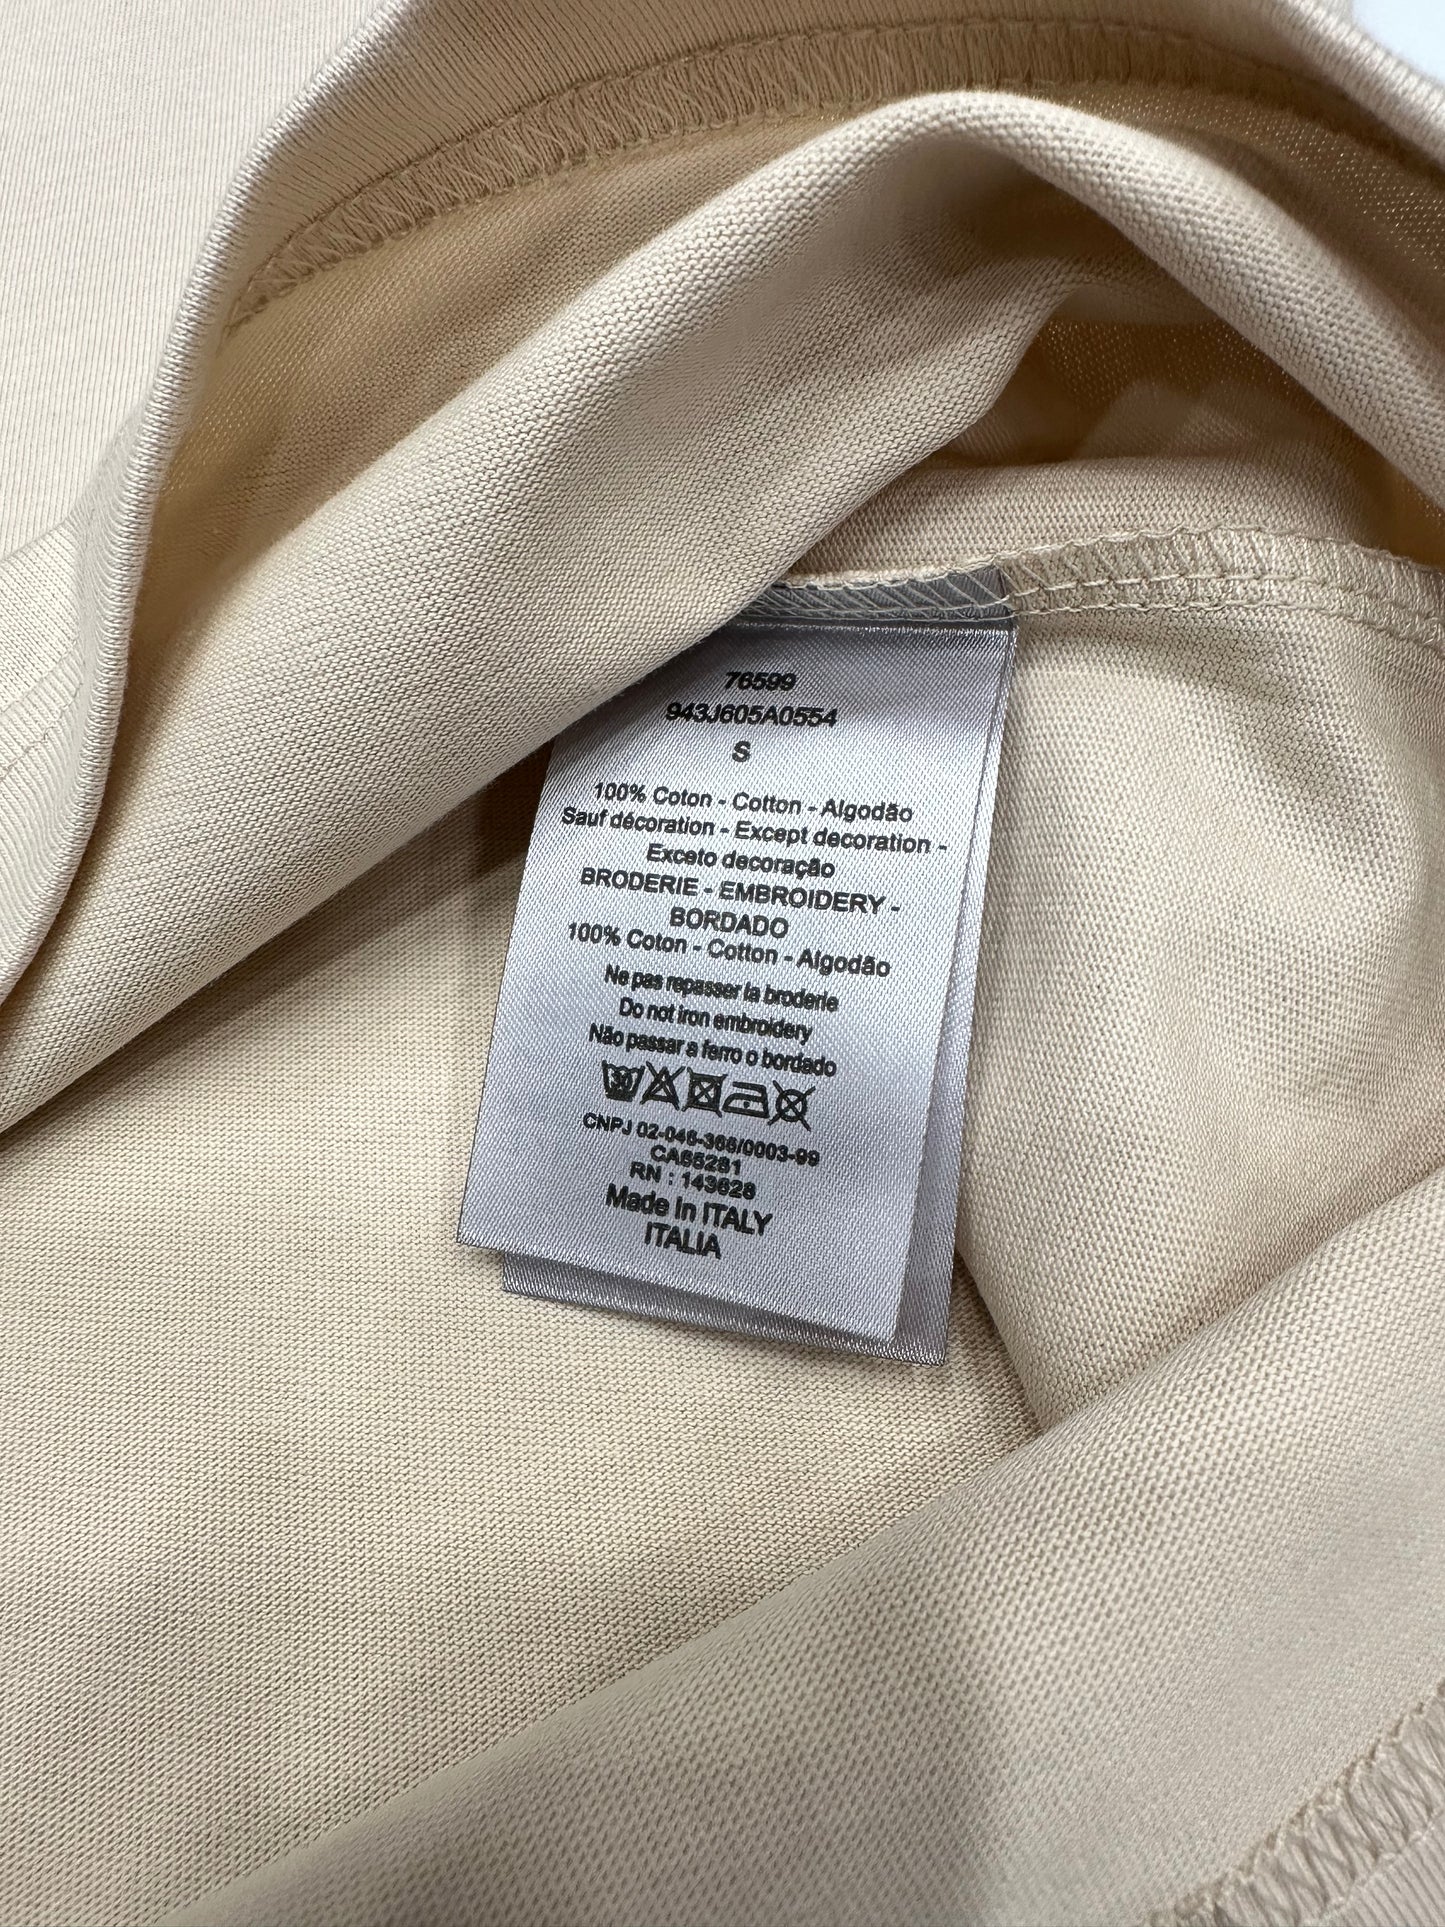 76599
943J605A0554
S
100% Coton - Cotton - Algodão
Sauf décoration - Except decoration -
Exceto decoração
BRODERIE - EMBROIDERY -
BORDADO
100% Coton - Cotton - Algodão
Ne pas repasser la broderie
Do not iron embroidery
Não passar a ferro o bordado
30
CNPJ 02-046-366/0003-99
CA65281
RN : 143628
Made in ITALY
ITALIA